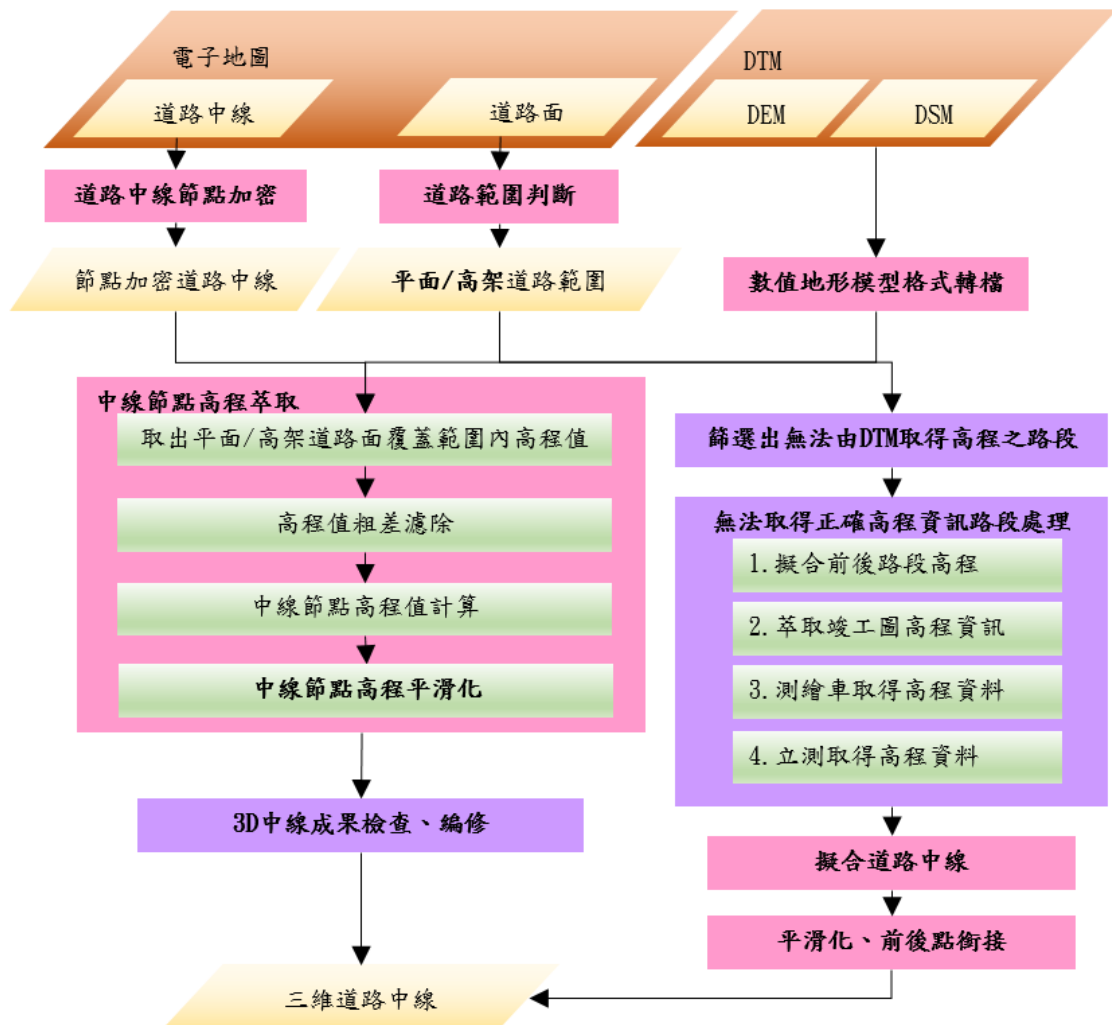 電子地圖
DTM
道路中線
道路面
DEM
DSM
道路中線節點加密
道路範圍判斷
節點加密道路中線
平面/高架道路範圍
數值地形模型格式轉檔
中線節點高程萃取
取出平面/高架道路面覆蓋範圍內高程值
高程值粗差濾除
中線節點高程值計算
中線節點高程平滑化
篩選出無法由DTM取得高程之路段
無法取得正確高程資訊路段處理
1.擬合前後路段高程
2.萃取竣工圖高程資訊
3.測繪車取得高程資料
4.立測取得高程資料
3D中線成果檢查、編修
擬合道路中線
平滑化、前後點銜接
三維道路中線